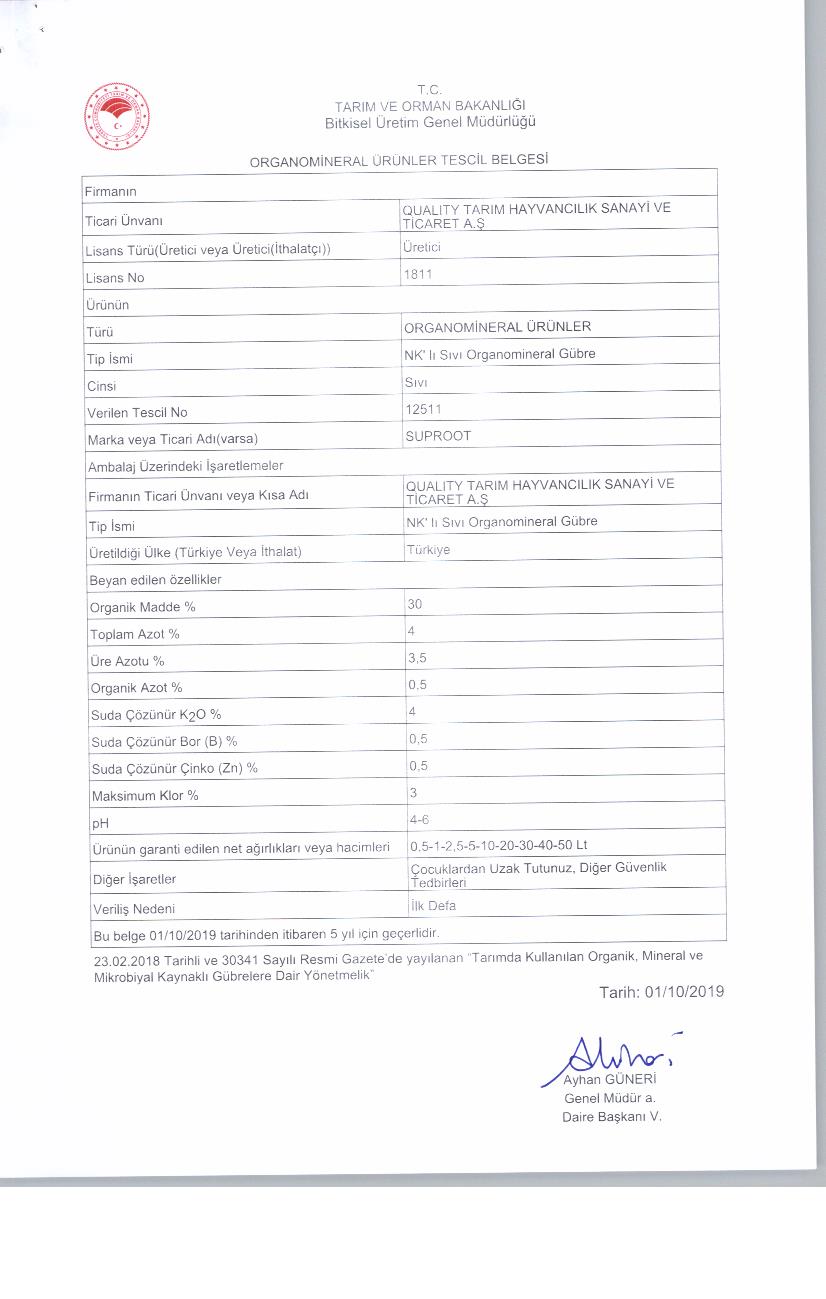 T.C.
TARIM VE ORMAN BAKANLIĞI
Bitkisel Üretim Genel Müdürlüğü
ORGANOMİNERAL ÜRÜNLER TESCİL BELGESİ
Firmanın
Ticari Ünvanı QUALITY TARIM HAYVANCILIK SANAYİ VE
TİCARET A.Ş
Lisans Türü(Üretici veya Üretici(İthalatçı)) Üretici
Lisans No 1811
Ürünün
Türü ORGANOMİNERAL ÜRÜNLER
Tip İsmi NK' lı Sıvı Organomineral Gübre
Cinsi Sıvı
Verilen Tescil No 12511
Marka veya Ticari Adı(varsa) SUPROOT
Ambalaj Üzerindeki İşaretlemeler
Firmanın Ticari Ünvanı veya Kısa Adı QUALITY TARIM HAYVANCILIK SANAYİ VE
TİCARET A.Ş
Tip İsmi NK' lı Sıvı Organomineral Gübre
Üretildiği Ülke (Türkiye Veya İthalat) Türkiye
Beyan edilen özellikler
Organik Madde % 30
Toplam Azot % 4
Üre Azotu % 3,5
Organik Azot % 0,5
Suda Çözünür K2O % 4
Suda Çözünür Bor (B) % 0,5
Suda Çözünür Çinko (Zn) % 0,5
Maksimum Klor % 3
pH 4-6
Ürünün garanti edilen net ağırlıkları veya hacimleri 0,5-1-2,5-5-10-20-30-40-50 Lt
Diğer İşaretler Çocuklardan Uzak Tutunuz, Diğer Güvenlik
Tedbirleri
Veriliş Nedeni İlk Defa
Bu belge 01/10/2019 tarihinden itibaren 5 yıl için geçerlidir.
23.02.2018 Tarihli ve 30341 Sayılı Resmi Gazete'de yayılanan "Tarımda Kullanılan Organik, Mineral ve
Mikrobiyal Kaynaklı Gübrelere Dair Yönetmelik"
Tarih: 01/10/2019
Ayhan GÜNERİ
Genel Müdür a.
Daire Başkanı V.